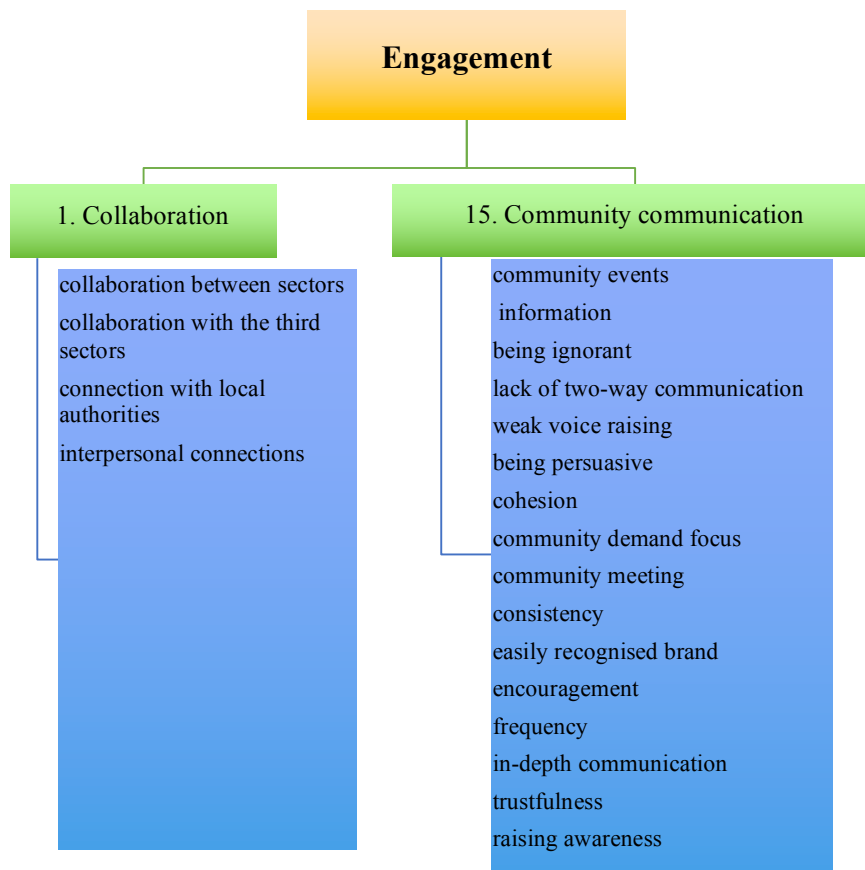 Engagement
1. Collaboration
collaboration between sectors
collaboration with the third
sectors
connection with local
authorities
interpersonal connections
15. Community communication
community events
information
being ignorant
lack of two-way communication
weak voice raising
being persuasive
cohesion
community demand focus
community meeting
consistency
easily recognised brand
encouragement
frequency
in-depth communication
trustfulness
raising awareness